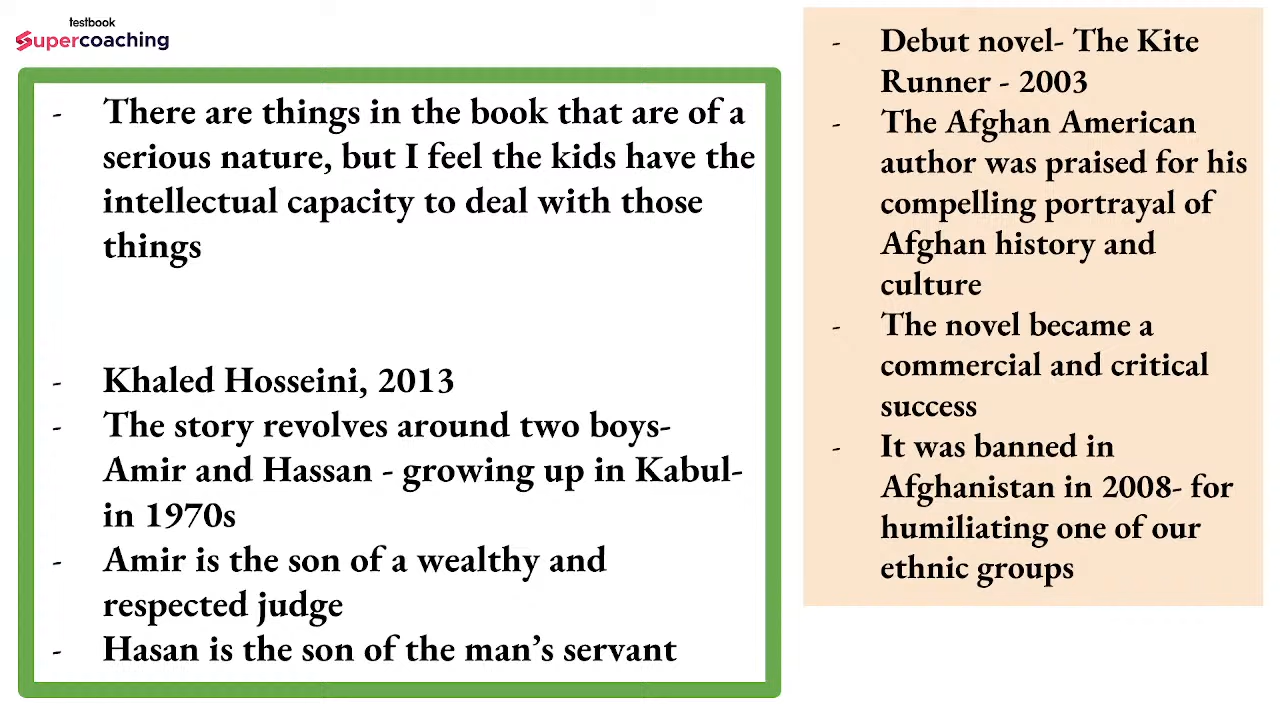 testbook
Supercoaching
- There are things in the book that are of a
serious nature, but I feel the kids have the
intellectual capacity to deal with those
things
- Khaled Hosseini, 2013
- The story revolves around two boys-
Amir and Hassan - growing up in Kabul-
in 1970s
- Amir is the son of a wealthy and
respected judge
- Hasan is the son of the man’s servant
- Debut novel- The Kite
Runner - 2003
- The Afghan American
author was praised for his
compelling portrayal of
Afghan history and
culture
- The novel became a
commercial and critical
success
- It was banned in
Afghanistan in 2008- for
humiliating one of our
ethnic groups